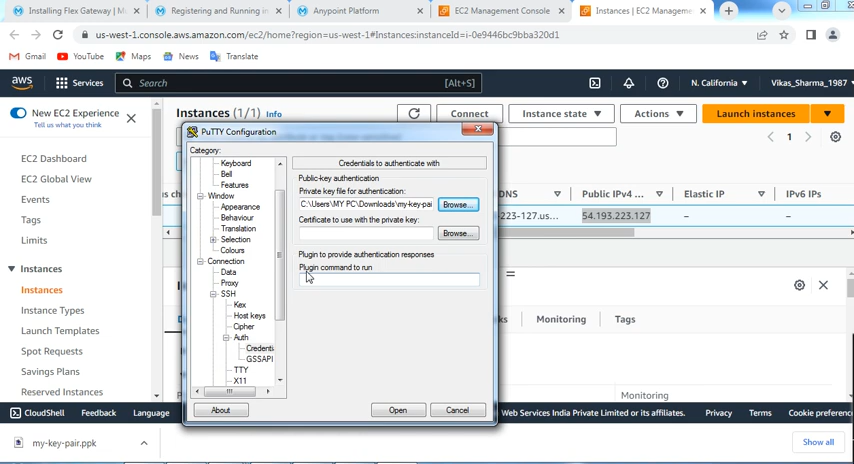 Installing Flex Gateway | Mu
Registering and Running in
Anypoint Platform
EC2 Management Console
Instances | EC2 Manageme
us-west-1.console.aws.amazon.com/ec2/home?region=us-west-1#Instances:instanceId=i-0e9446bc9bba320d1
Gmail YouTube Maps News Translate
aws Services Search [Alt+S] N. California Vikas_Sharma_1987
New EC2 Experience
Tell us what you think
EC2 Dashboard
EC2 Global View
Events
Tags
Limits
Instances
Instances
Instance Types
Launch Templates
Spot Requests
Savings Plans
Reserved Instances
Instances (1/1) Info
Connect Instance state Actions Launch instances
1
DNS Public IPv4 ... Elastic IP IPv6 IPs
-223-127.us... 54.193.223.127 – –
Monitoring Tags
Monitoring
PuTTY Configuration
Category:
Keyboard
Bell
Features
Window
Appearance
Behaviour
Translation
Selection
Colours
Connection
Data
Proxy
SSH
Kex
Host keys
Cipher
Auth
Credenti
GSSAPI
TTY
X11
Credentials to authenticate with
Public-key authentication
Private key file for authentication:
C:\Users\MY PC\Downloads\my-key-pai Browse...
Certificate to use with the private key:
Browse...
Plugin to provide authentication responses
Plugin command to run
About Open Cancel
CloudShell Feedback Language Web Services India Private Limited or its affiliates. Privacy Terms Cookie preference
my-key-pair.ppk Show all